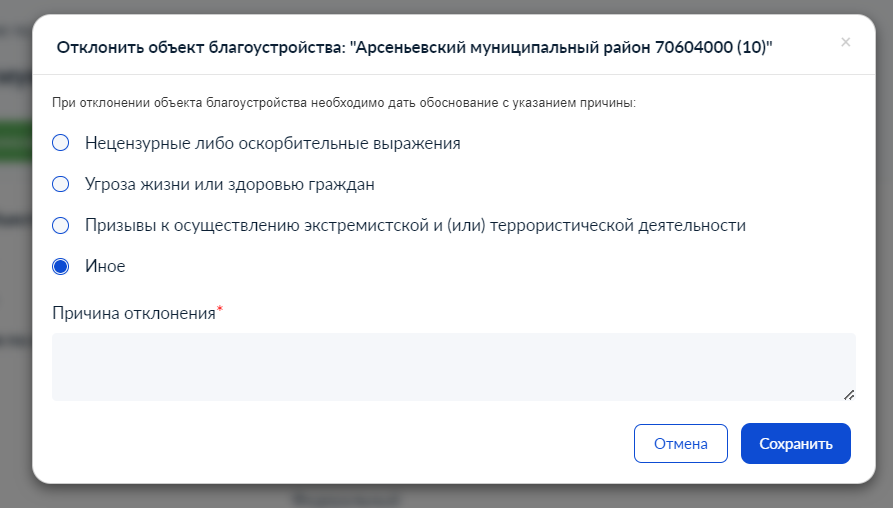 Отклонить объект благоустройства: "Арсеньевский муниципальный район 70604000 (10)"
×
При отклонении объекта благоустройства необходимо дать обоснование с указанием причины:
Нецензурные либо оскорбительные выражения
Угроза жизни или здоровью граждан
Призывы к осуществлению экстремистской и (или) террористической деятельности
Иное
Причина отклонения*
Отмена
Сохранить